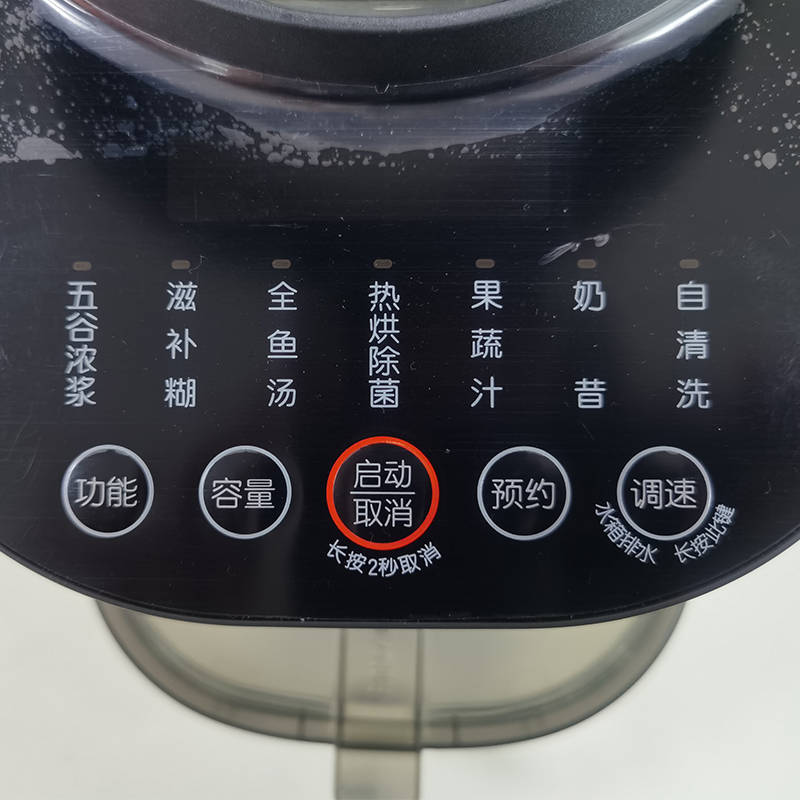 五谷浓浆
滋补糊
全鱼汤
热烘除菌
果蔬汁
奶昔
自清洗
功能
容量
启动
取消
预约
调速
长按2秒取消
水箱排水 长按此键